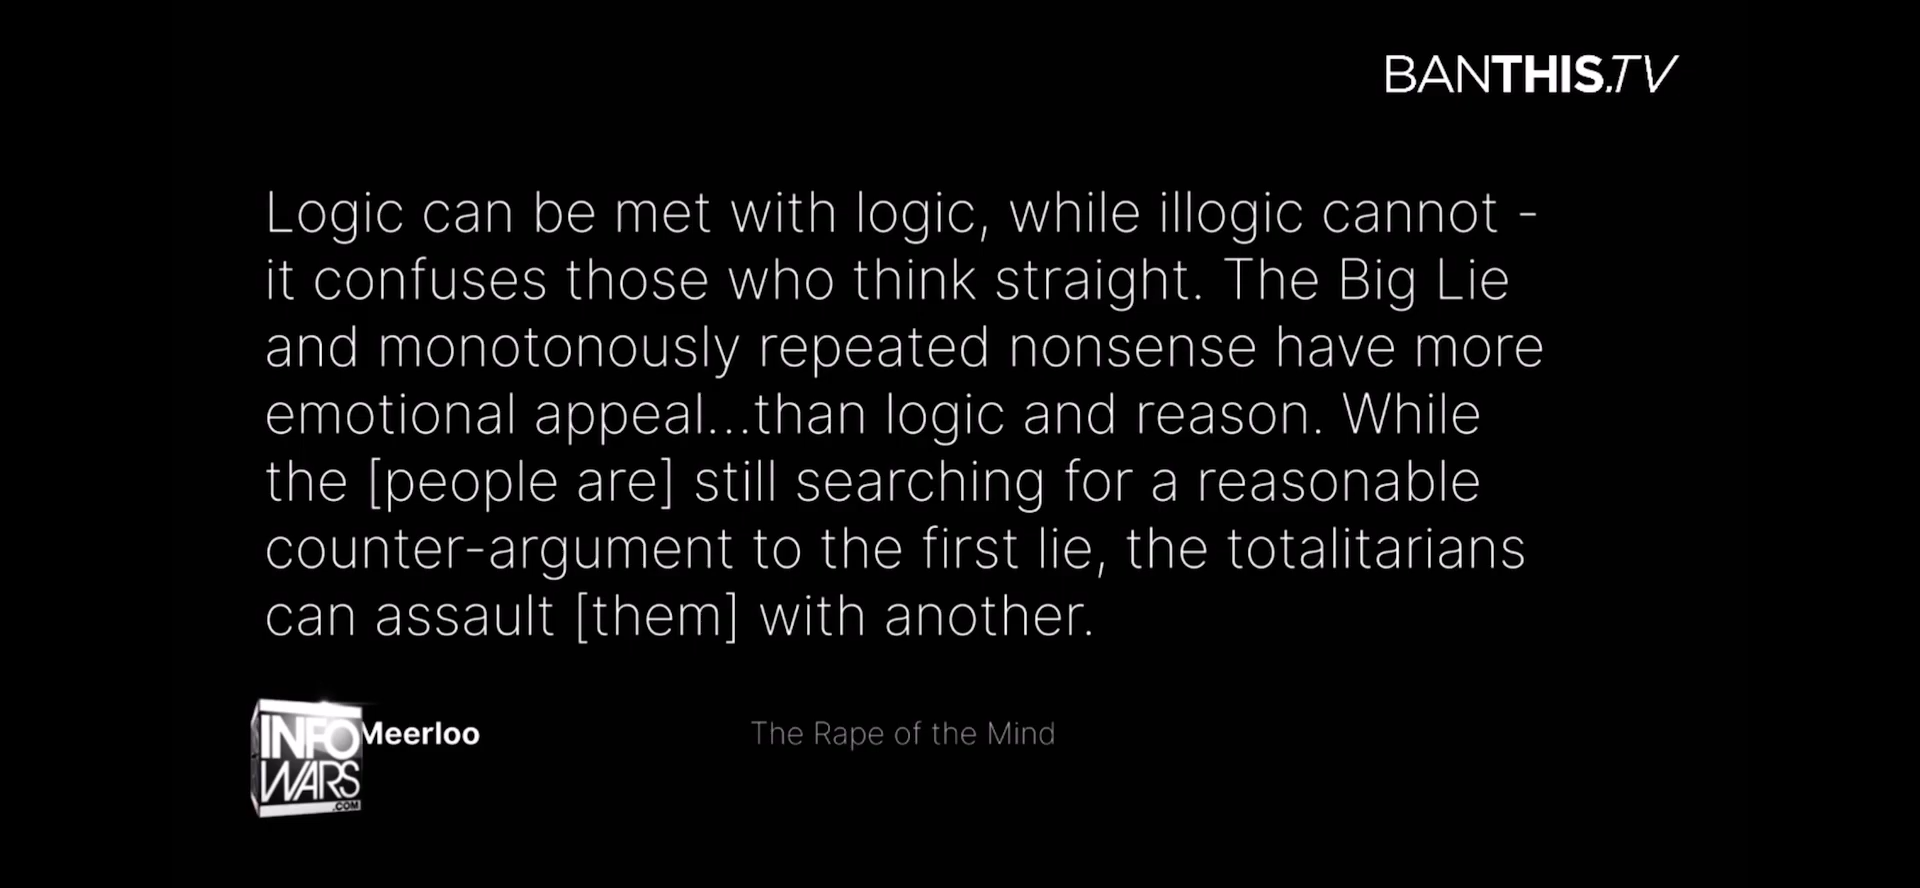 BANTHIS.TV
Logic can be met with logic, while illogic cannot -
it confuses those who think straight. The Big Lie
and monotonously repeated nonsense have more
emotional appeal...than logic and reason. While
the [people are] still searching for a reasonable
counter-argument to the first lie, the totalitarians
can assault [them] with another.
INFO
WARS
.COM
Meerloo
The Rape of the Mind